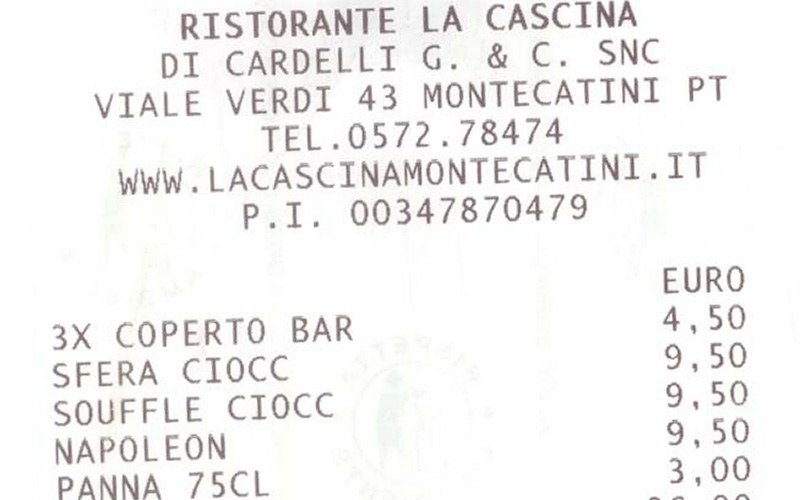 RISTORANTE LA CASCINA
DI CARDELLI G. & C. SNC
VIALE VERDI 43 MONTECATINI PT
TEL.0572.78474
WWW.LACASCINAMONTECATINI.IT
P.I. 00347870479
EURO
3X COPERTO BAR 4,50
SFERA CIOCC 9,50
SOUFFLE CIOCC 9,50
NAPOLEON 9,50
PANNA 75CL 3,00